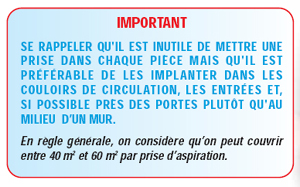 IMPORTANT
SE RAPPELER QU'IL EST INUTILE DE METTRE UNE
PRISE DANS CHAQUE PIECE MAIS QU'IL EST
PRÉFÉRABLE DE LES IMPLANTER DANS LES
COULOIRS DE CIRCULATION, LES ENTRÉES ET,
SI POSSIBLE PRES DES PORTES PLUTÔT QU'AU
MILIEU D'UN MUR.
En règle générale, on considère qu'on peut couvrir
entre 40 m² et 60 m² par prise d'aspiration.